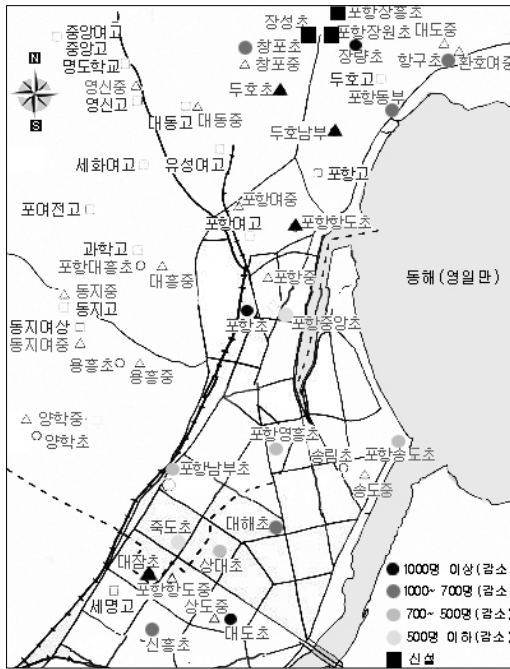 포항장흥초
장성초
포항장원초
대도중
중앙여고
중앙고
창포초
장량초
항구초
환호여중
명도학교
창포중
두호고
영신중
영신고
두호초
포항동부
대동고
대동중
두호남부
세화여고
유성여고
포항고
포여전고
포항여중
포항여고
포항항도초
과학고
포항대흥초
대흥중
포항중
동해(영일만)
동지중
동지고
포항초
포항중앙초
동지여상
동지여중
용흥초
용흥중
양학중
양학초
포항영흥초
송림초
포항송도초
포항남부초
송도중
죽도초
대해초
대잠초
상대초
포항항도중
세명고
상도중
신흥초
대도초
N
S
1000명 이상(감소
1000~ 700명(감소
700~ 500명(감소)
500명 이하(감소)
신설